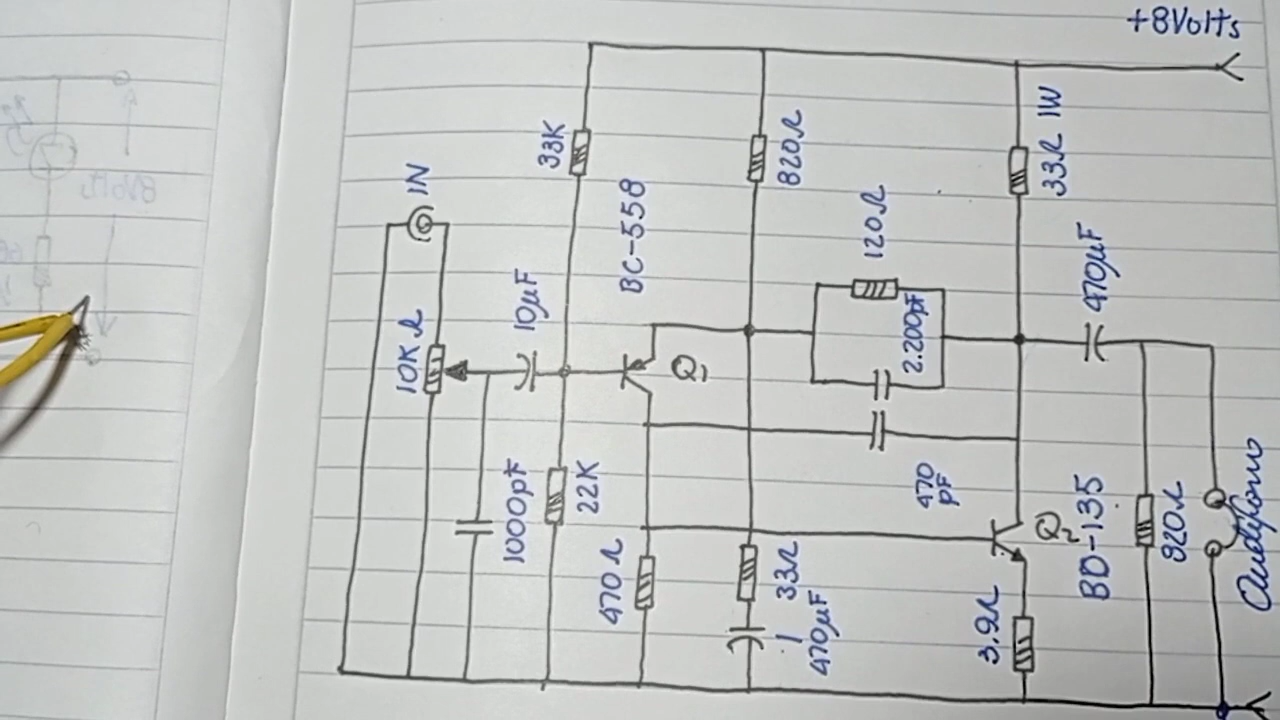 +8Volts
IN
33K
820Ω
33Ω 1W
BC-558
120Ω
10µF
470µF
10KΩ
2.200pF
Q1
1000pF
22K
470
pF
Q2
BD-135
820Ω
470Ω
33Ω
470µF
3.9Ω